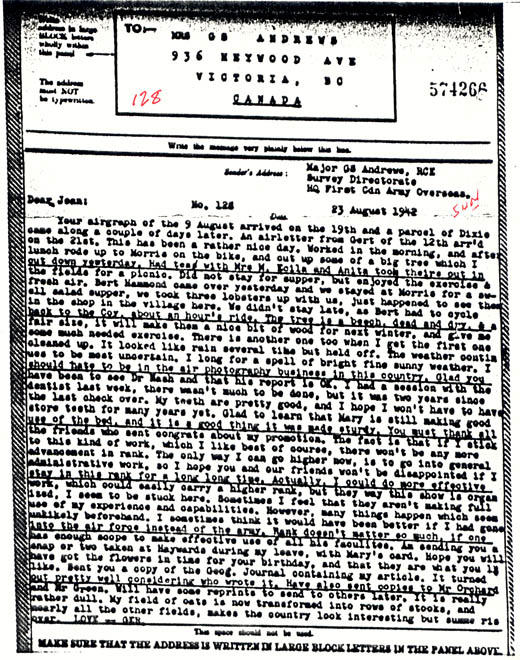 address in large
BLOCK letters
wholly within
this panel
The address
must NOT
be typewritten.
TO:—
MRS GS ANDREWS
936 HEYWOOD AVE
VICTORIA, BC
CANADA
128
574266
Write the message very plainly below this line.
Sender's Address:
Major GS Andrews, RCE
Survey Directorate
HQ First Cdn Army Overseas.
SUN
Dear Jean:
No. 128
Date
23 August 1942
Your airgraph of the 9 August arrived on the 19th and a parcel of Dixie
came along a couple of days later. An airletter from Gert of the 12th arr'd
on the 21st. This has been a rather nice day. Worked in the morning, and after
lunch rode up to Morris on the bike, and cut up some of a big tree which
cut down yesterday. Had tea with Mrs M. and Anita took theirs out in
the fields for a picnic. Did not stay for supper, but enjoyed the exercise &
fresh air. Bert Hammond came over yesterday and we stayed at Morris for a sw-
ell salad supper, we took three lobsters up with us, just happened to see them
in the shop in the village here. We didn't stay late, as Bert had to cycle
back to the Coy. about an hour's ride. The tree is a beech, dead and dry, & a
fair size, it will make them a nice bit of wood for next winter, and give me
some much needed exercise. There is another one too when I get the first one
cleaned up. It looked like rain several time but held off. The weather contin
ues to be most uncertain. I long for a spell of bright fine sunny weather. I
should hate to be in the air photography business in this country. Glad you
have been to see Dr Nash and that his report is OK. I had a session with the
dentist last week, there wasn't much to be done, but it was two years since
the last check over. My teeth are pretty good, and I hope I won't have to have
store teeth for many years yet. Glad to learn that Mary is still making good
use of the bed, and it is a good thing it was made sturdy. You must thank all
the friends who sent congrats about my promotion. The fact is that if I stick
to this kind of work, which I like best of course, there won't be any more
advancement in rank. The only way I can go higher now, is to go into general
administrative work, so I hope you and our friends won't be disappointed if I
stay in this rank for a long long time. Actually, I could do more effective
work, which could easily carry a higher rank, but they way this show is organ
ized, I seem to be stuck here. Sometimes I feel that they aren't making full
use of my experience and capabilities. However, many things happen which seem
unlikely beforehand. I sometimes think it would have been better if I had gone
into the air force instead of the army. Rank doesn't matter so much, if one
has enough scope to make effective use of all his faculites. Am sending you a
snap or two taken at Haywards during my leave, with Mary's card. Hope you will
have got the flowers in time for your birthday, and that they are what you'll
like. Sent you a copy of the Geog. Journal containing my article. It turned
out pretty well considering who wrote it. Have also sent copies to Mr Orchard
and Mr Green. Will have some reprints to send to others later. it is really
rather dull. My field of oats is now transformed into rows of stooks, and
nearly all the other fields, makes the country look interesting but summe ris
over. LOVE — GEN.
This space should not be used.
MAKE SURE THAT THE ADDRESS IS WRITTEN IN LARGE BLOCK LETTERS IN THE PANEL ABOVE.